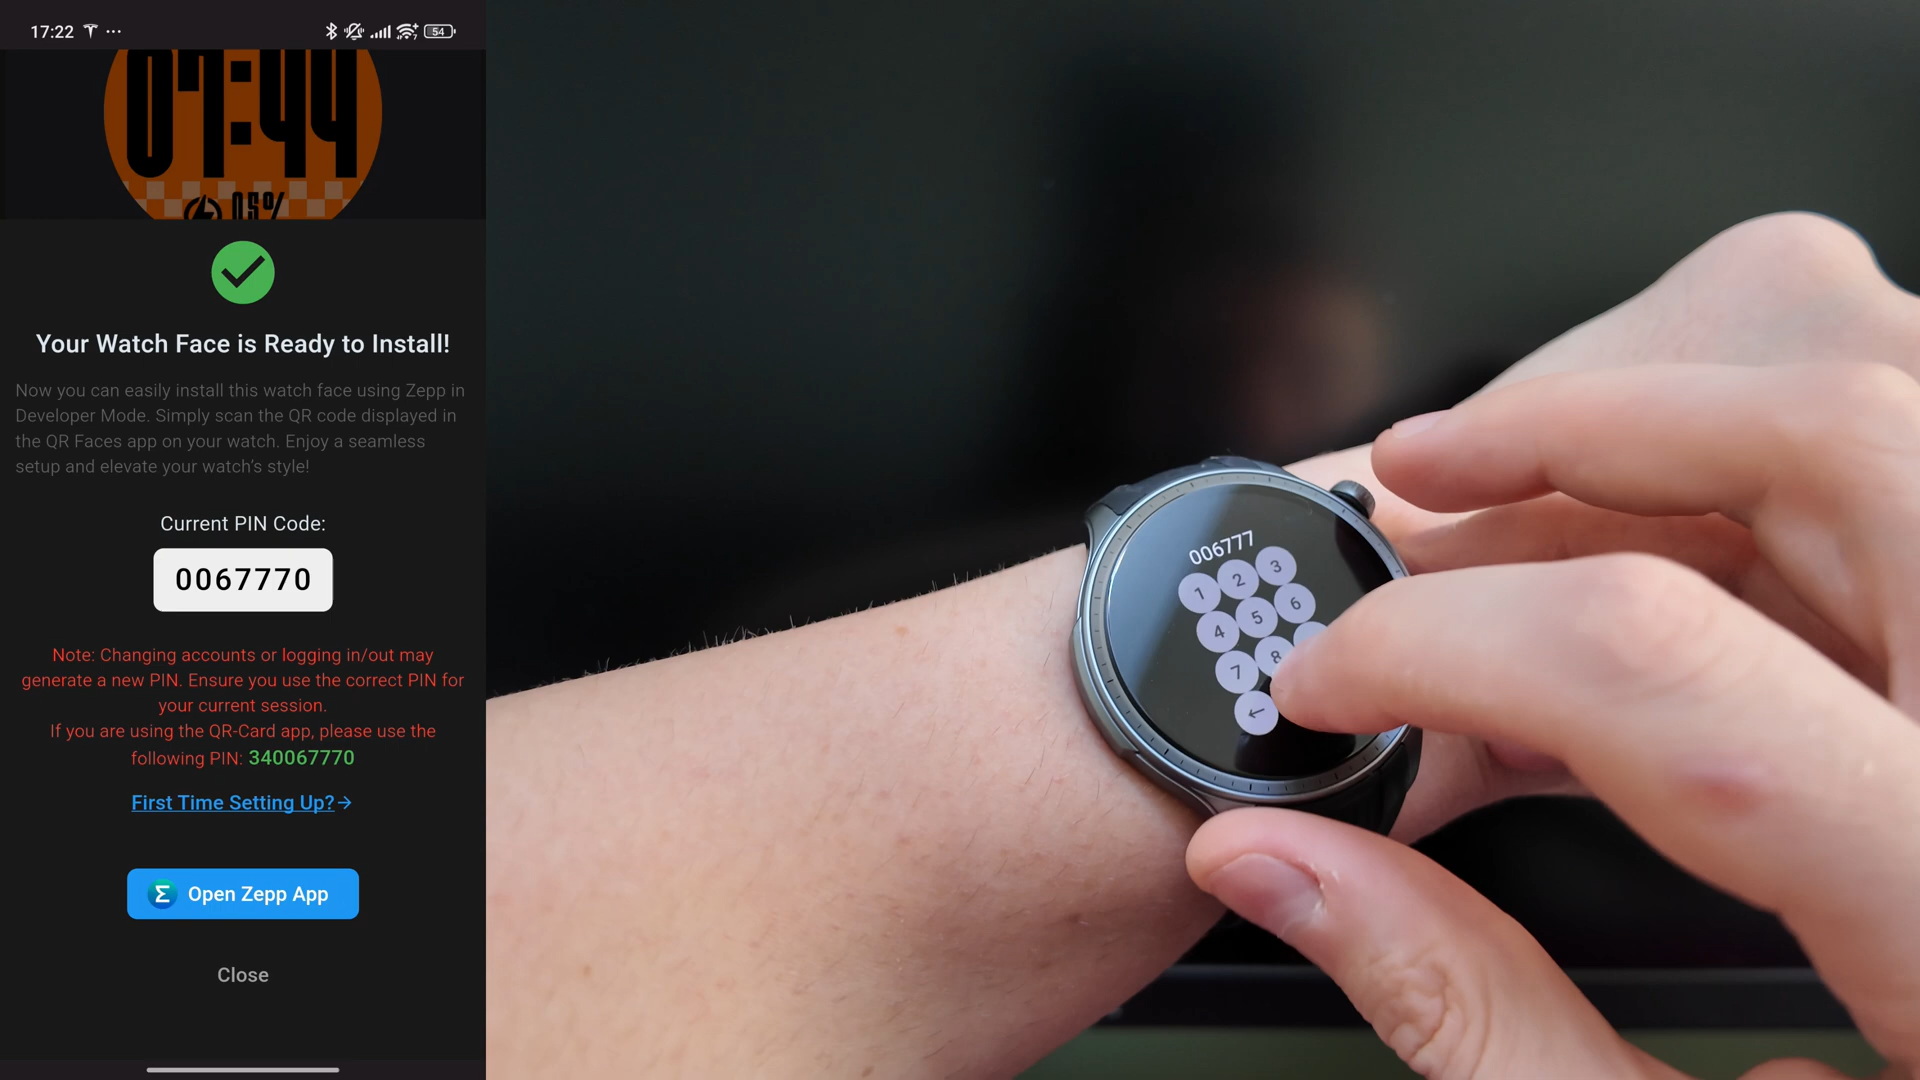 17:22
54
07:44
05%
Your Watch Face is Ready to Install!
Now you can easily install this watch face using Zepp in
Developer Mode. Simply scan the QR code displayed in
the QR Faces app on your watch. Enjoy a seamless
setup and elevate your watch's style!
Current PIN Code:
0067770
Note: Changing accounts or logging in/out may
generate a new PIN. Ensure you use the correct PIN for
your current session.
If you are using the QR-Card app, please use the
following PIN: 340067770
First Time Setting Up?→
Open Zepp App
Close
006777
1 2 3
4 5 6
7 8
←